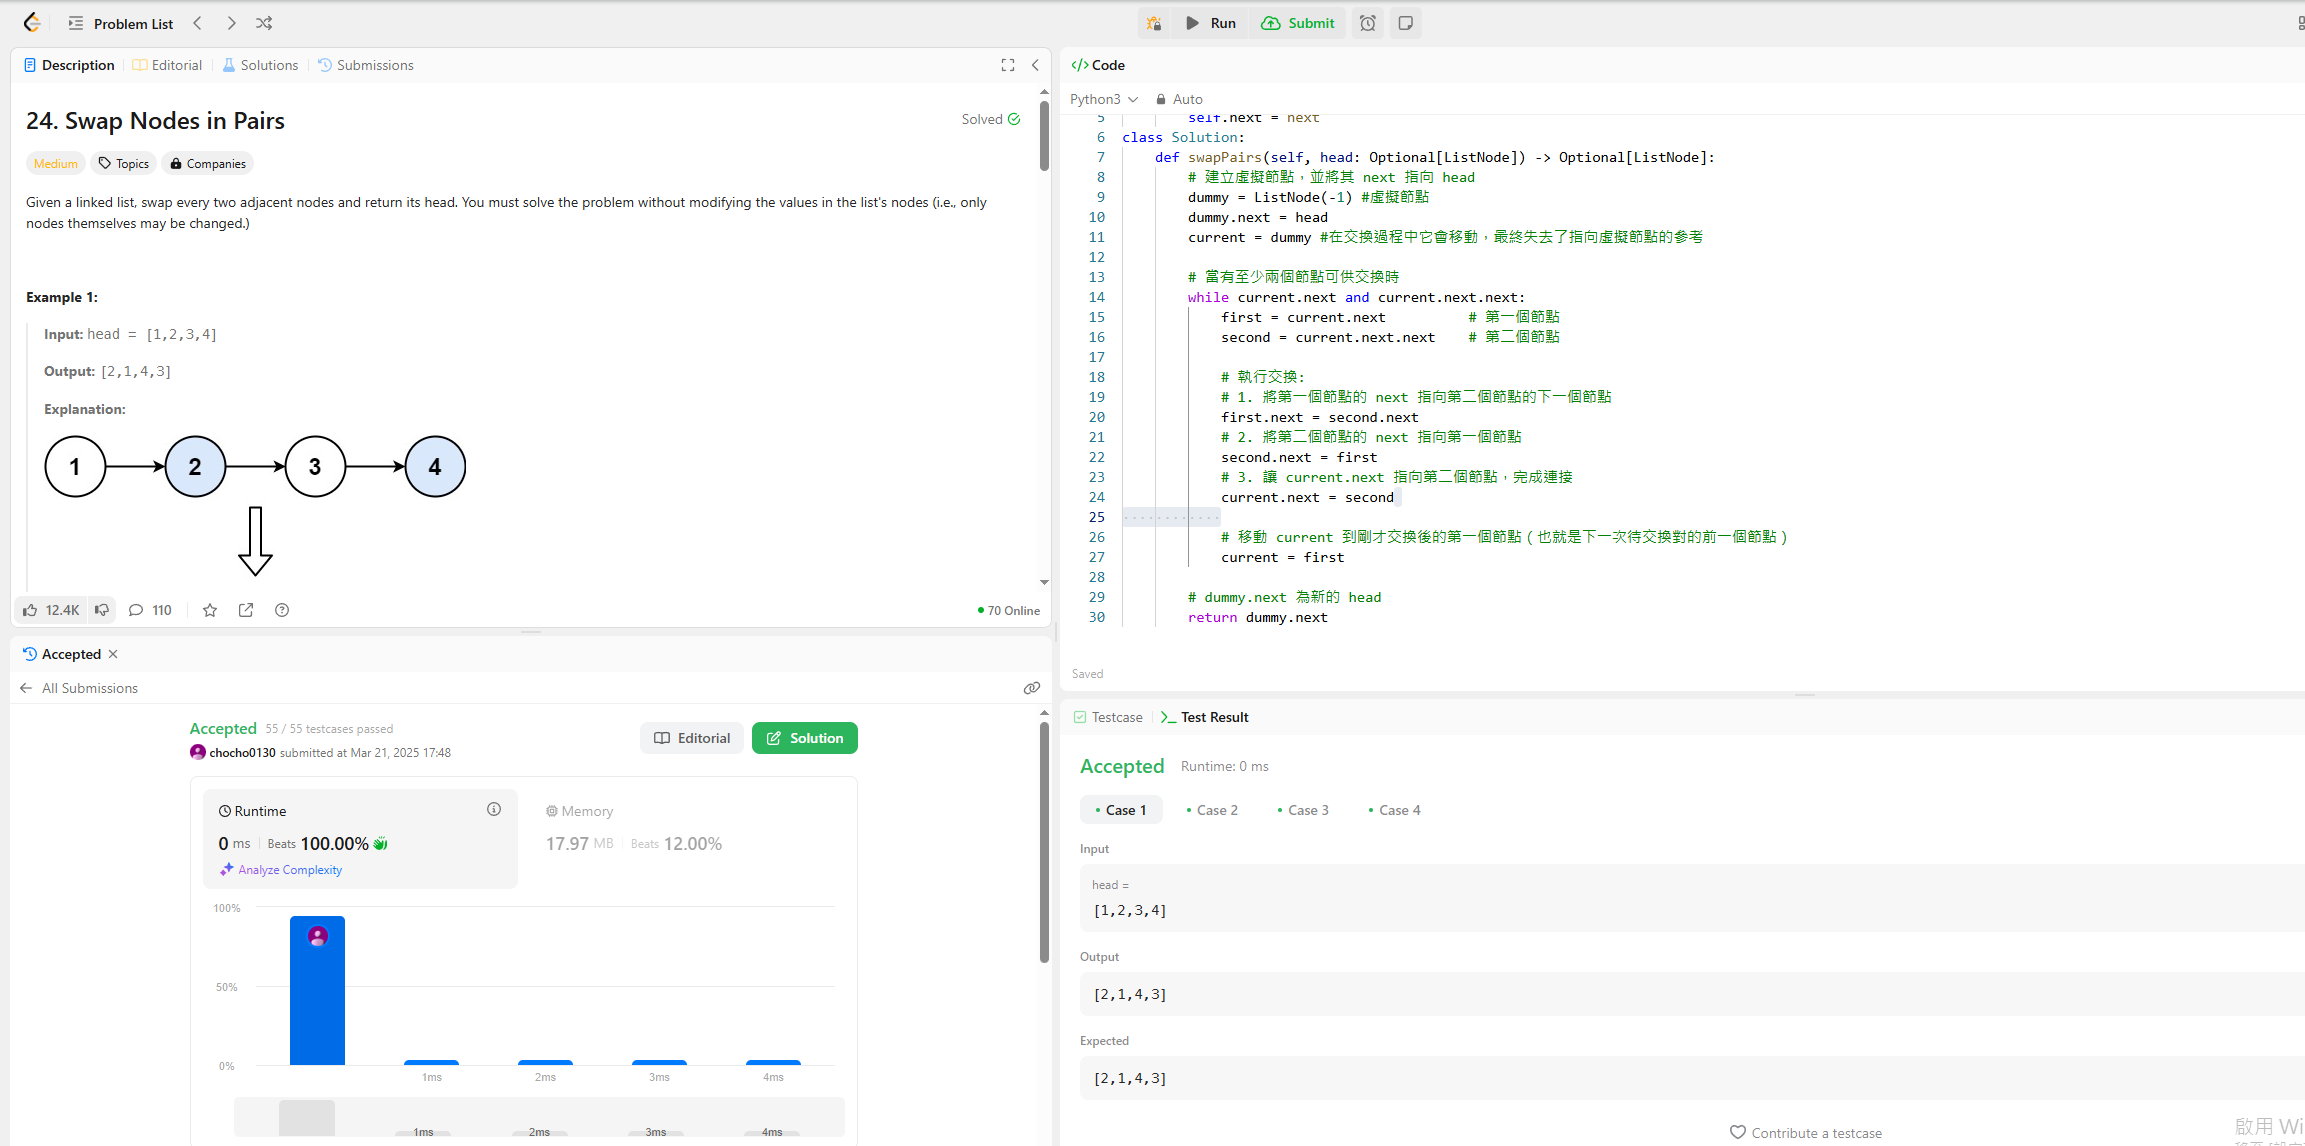 Problem List
Run
Submit
Description
Editorial
Solutions
Submissions
24. Swap Nodes in Pairs
Solved
Medium
Topics
Companies
Given a linked list, swap every two adjacent nodes and return its head. You must solve the problem without modifying the values in the list's nodes (i.e., only
nodes themselves may be changed.)
Example 1:
Input: head = [1,2,3,4]
Output: [2,1,4,3]
Explanation:
1 2 3 4
12.4K
110
70 Online
Accepted
All Submissions
Accepted 55 / 55 testcases passed
chocho0130 submitted at Mar 21, 2025 17:48
Editorial
Solution
Runtime
0 ms Beats 100.00%
Analyze Complexity
Memory
17.97 MB Beats 12.00%
100%
50%
0%
1ms 2ms 3ms 4ms
1ms 2ms 3ms 4ms
Code
Python3
Auto
5 self.next = next
6 class Solution:
7 def swapPairs(self, head: Optional[ListNode]) -> Optional[ListNode]:
8 # 建立虛擬節點，並將其 next 指向 head
9 dummy = ListNode(-1) #虛擬節點
10 dummy.next = head
11 current = dummy #在交換過程中它會移動，最終失去了指向虛擬節點的參考
12
13 # 當有至少兩個節點可供交換時
14 while current.next and current.next.next:
15 first = current.next # 第一個節點
16 second = current.next.next # 第二個節點
17
18 # 執行交換:
19 # 1. 將第一個節點的 next 指向第二個節點的下一個節點
20 first.next = second.next
21 # 2. 將第二個節點的 next 指向第一個節點
22 second.next = first
23 # 3. 讓 current.next 指向第二個節點，完成連接
24 current.next = second
25
26 # 移動 current 到剛才交換後的第一個節點（也就是下一次待交換對的前一個節點）
27 current = first
28
29 # dummy.next 為新的 head
30 return dummy.next
Saved
Testcase
Test Result
Accepted Runtime: 0 ms
Case 1
Case 2
Case 3
Case 4
Input
head =
[1,2,3,4]
Output
[2,1,4,3]
Expected
[2,1,4,3]
Contribute a testcase
啟用 Wi